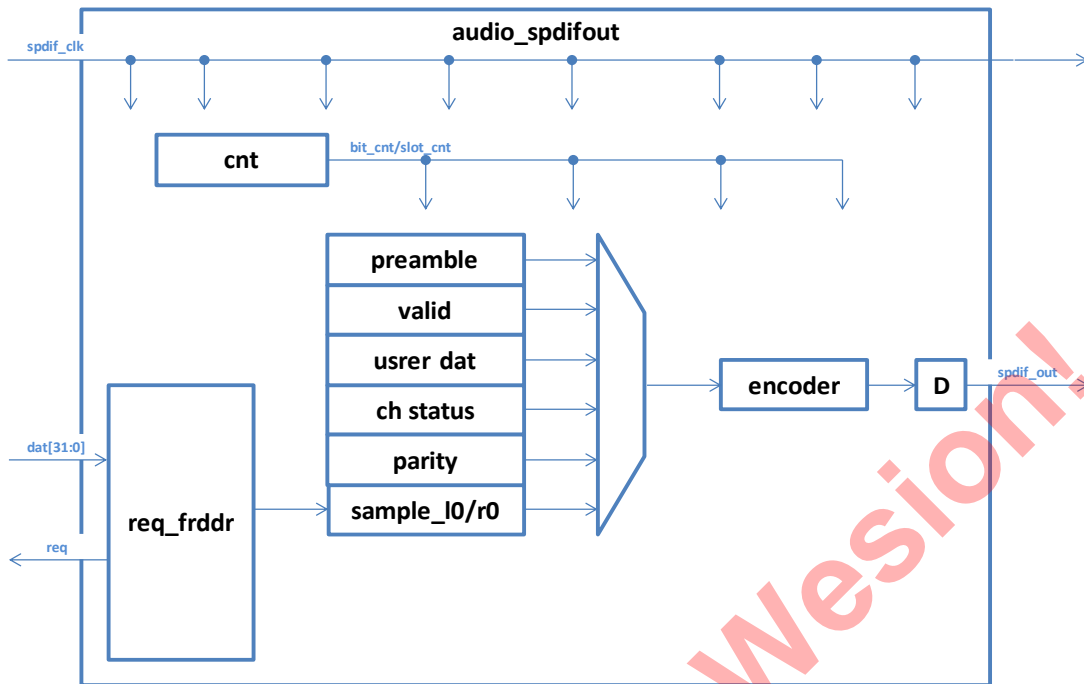 audio_spdifout
spdif_clk
cnt
bit_cnt/slot_cnt
preamble
valid
usrer dat
ch status
parity
sample_l0/r0
encoder
D
spdif_out
dat[31:0]
req_frddr
req
Wesion!